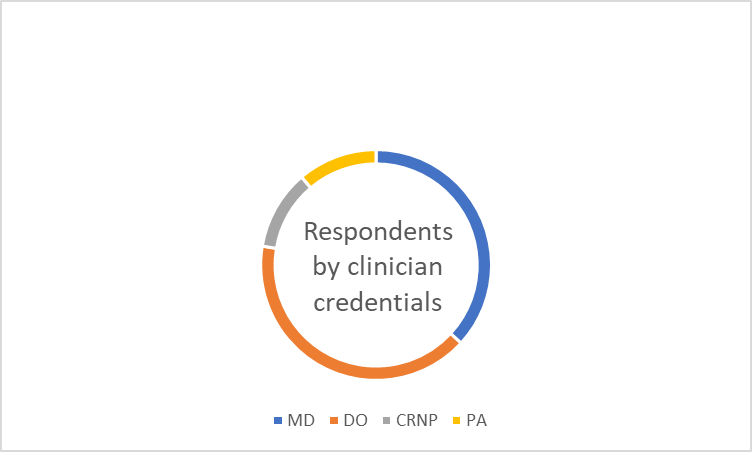 Respondents
by clinician
credentials
MD DO CRNP PA